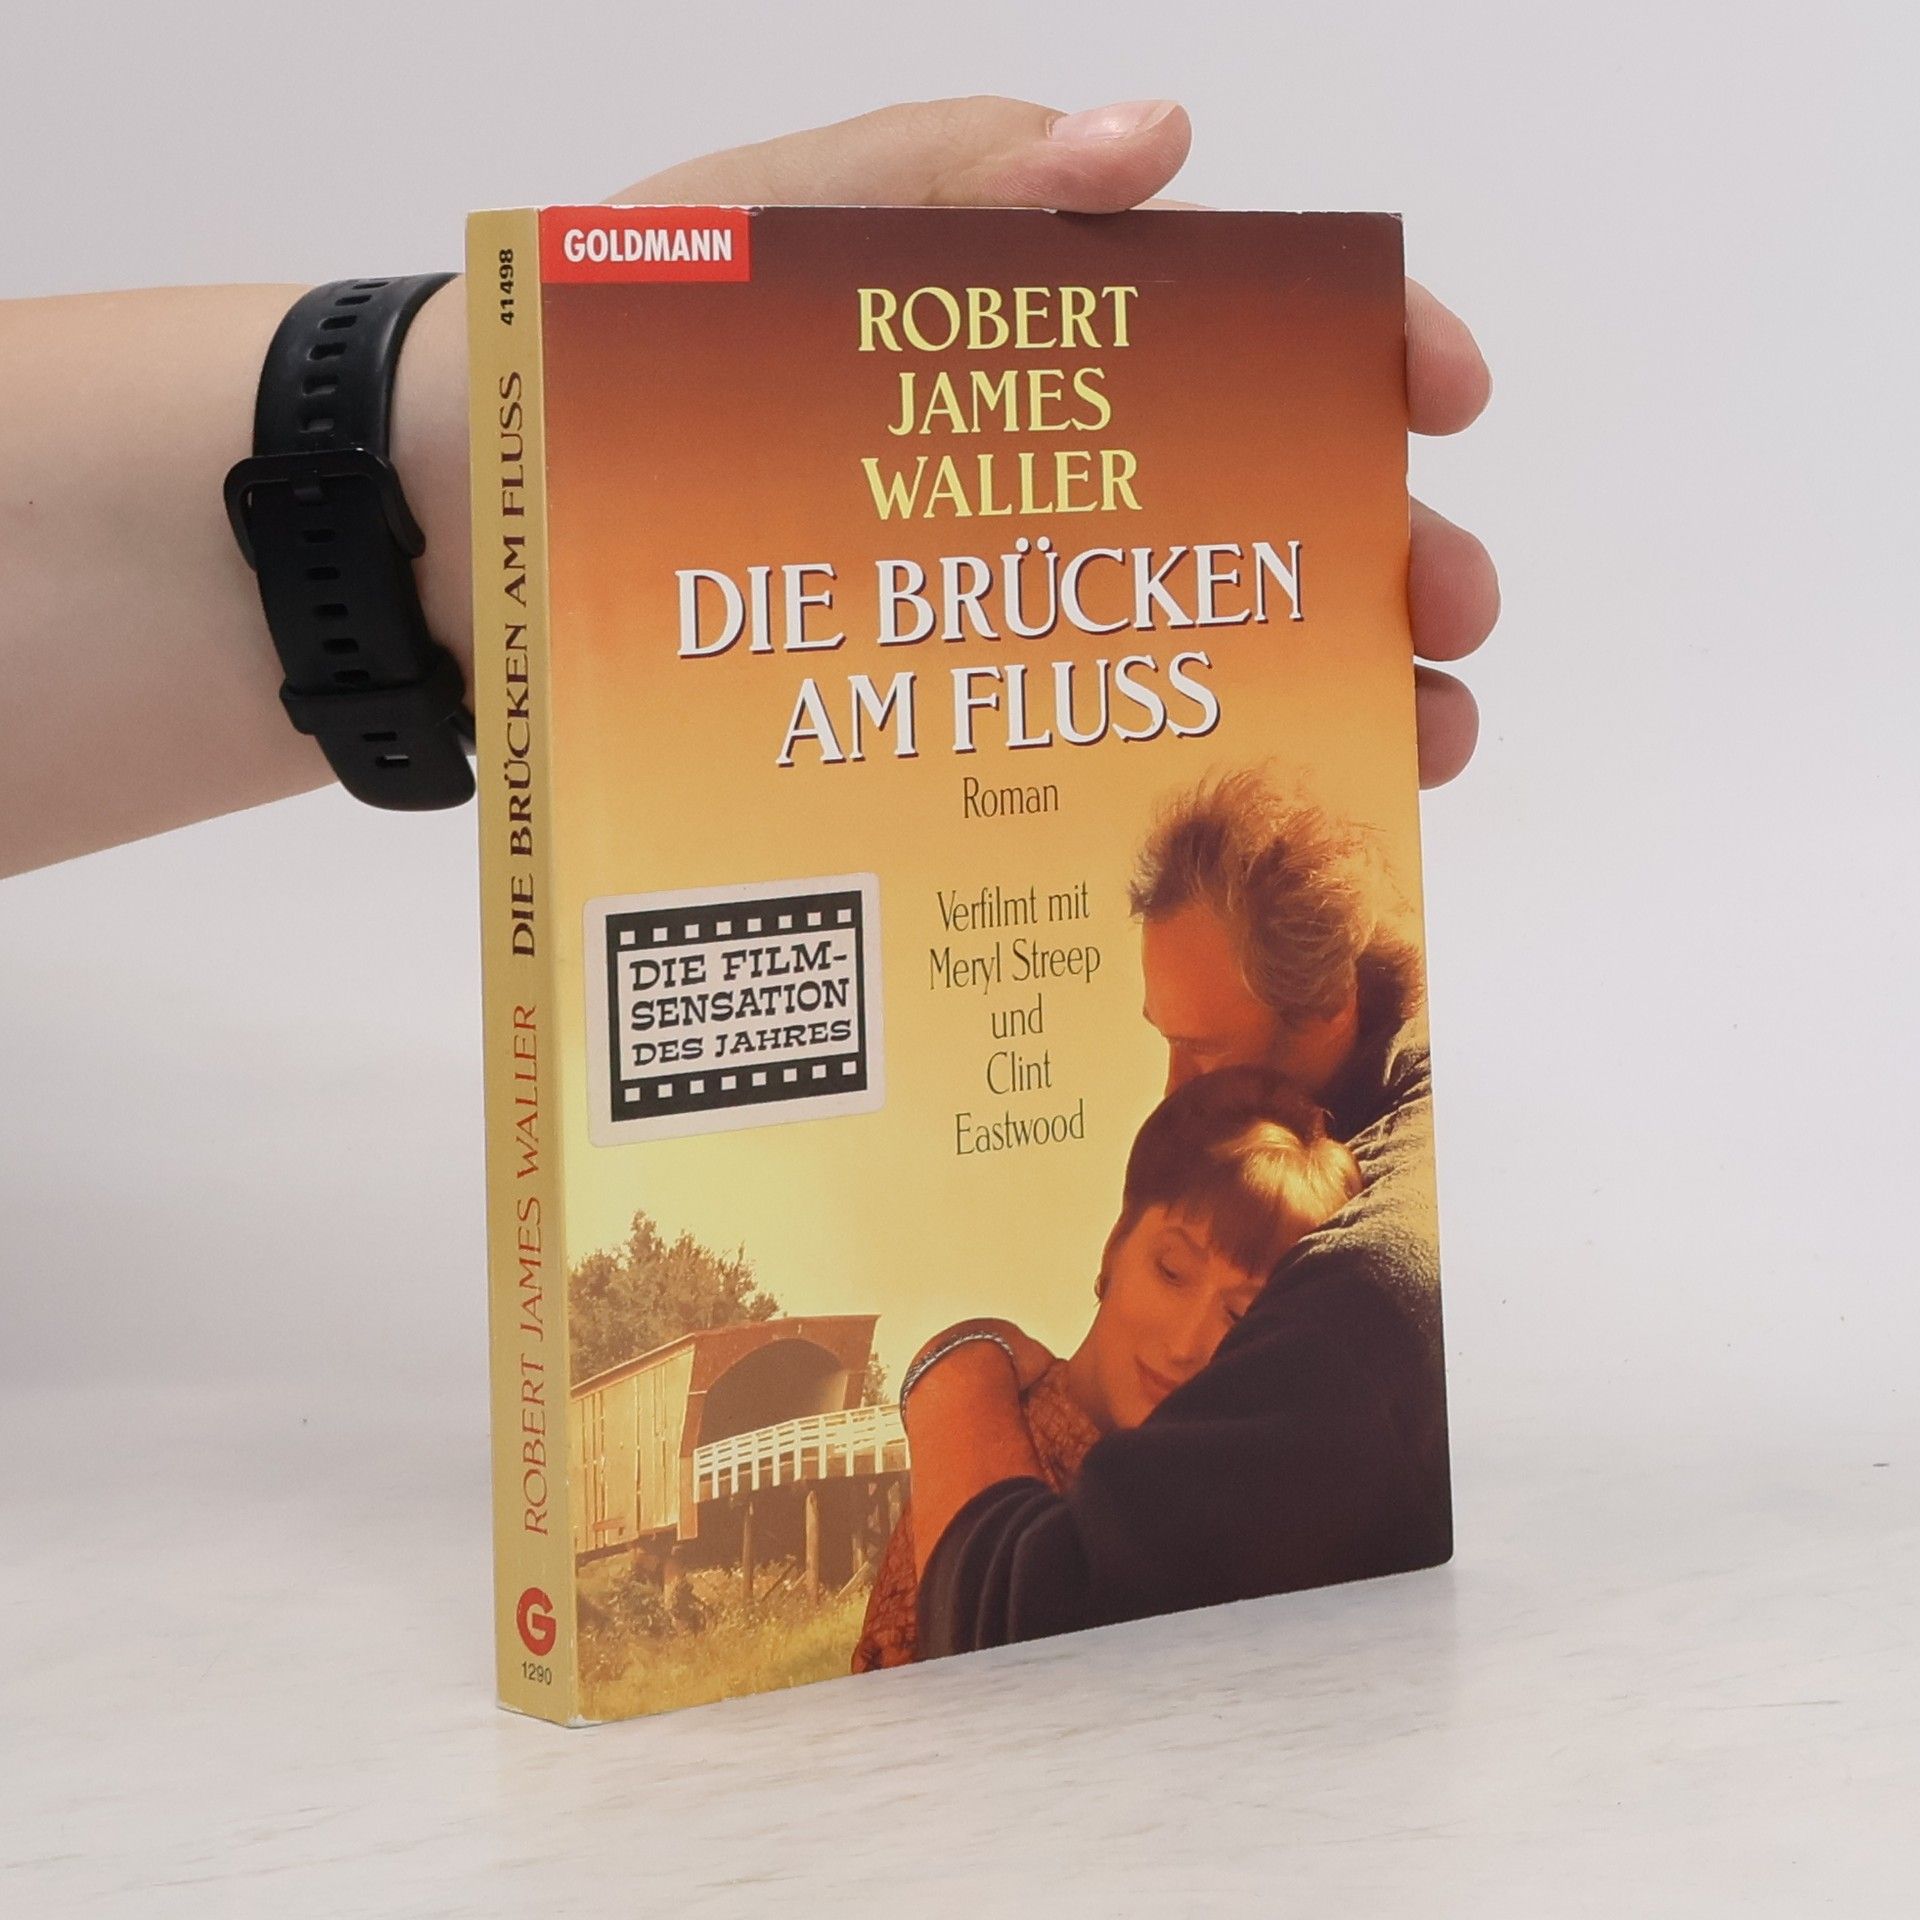 GOLDMANN
ROBERT
JAMES
WALLER
DIE BRÜCKEN
AM FLUSS
Roman
Verfilmt mit
Meryl Streep
und
Clint
Eastwood
DIE FILM-
SENSATION
DES JAHRES
ROBERT JAMES WALLER DIE BRÜCKEN AM FLUSS 41498
G
1290